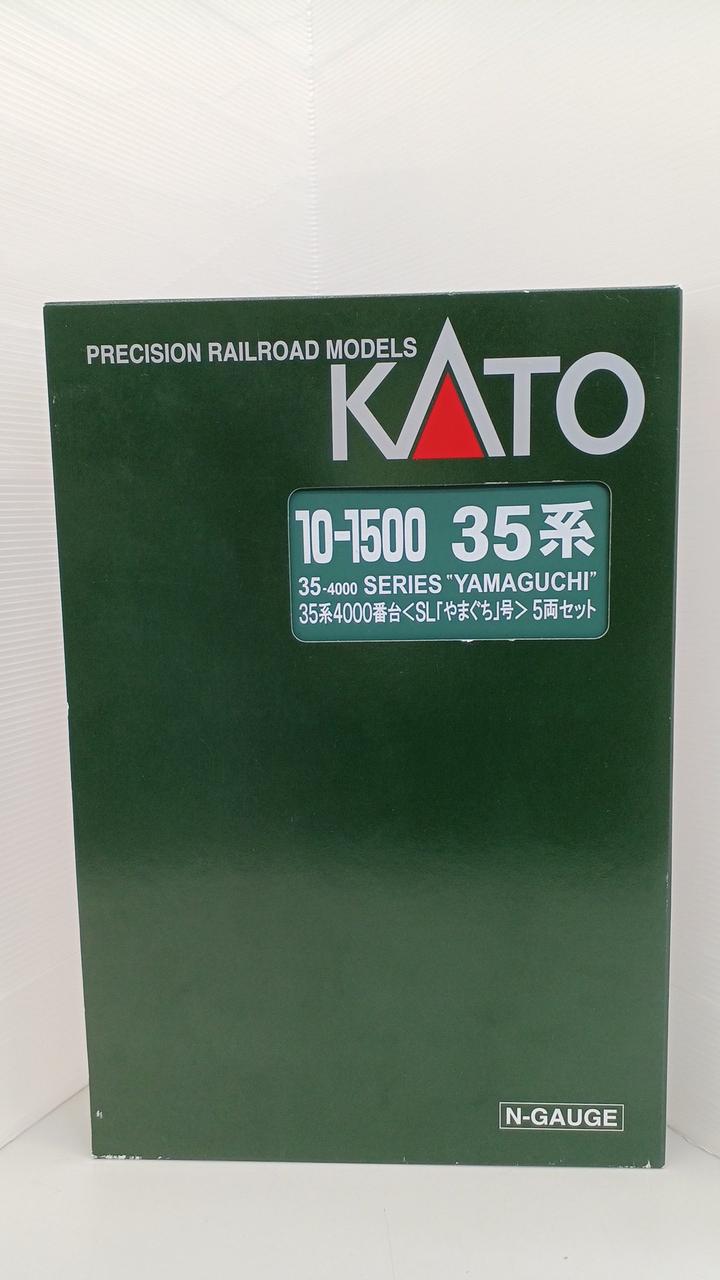 PRECISION RAILROAD MODELS
KATO
10-1500 35系
35-4000 SERIES "YAMAGUCHI"
35系4000番台<SL「やまぐち」号> 5両セット
N-GAUGE